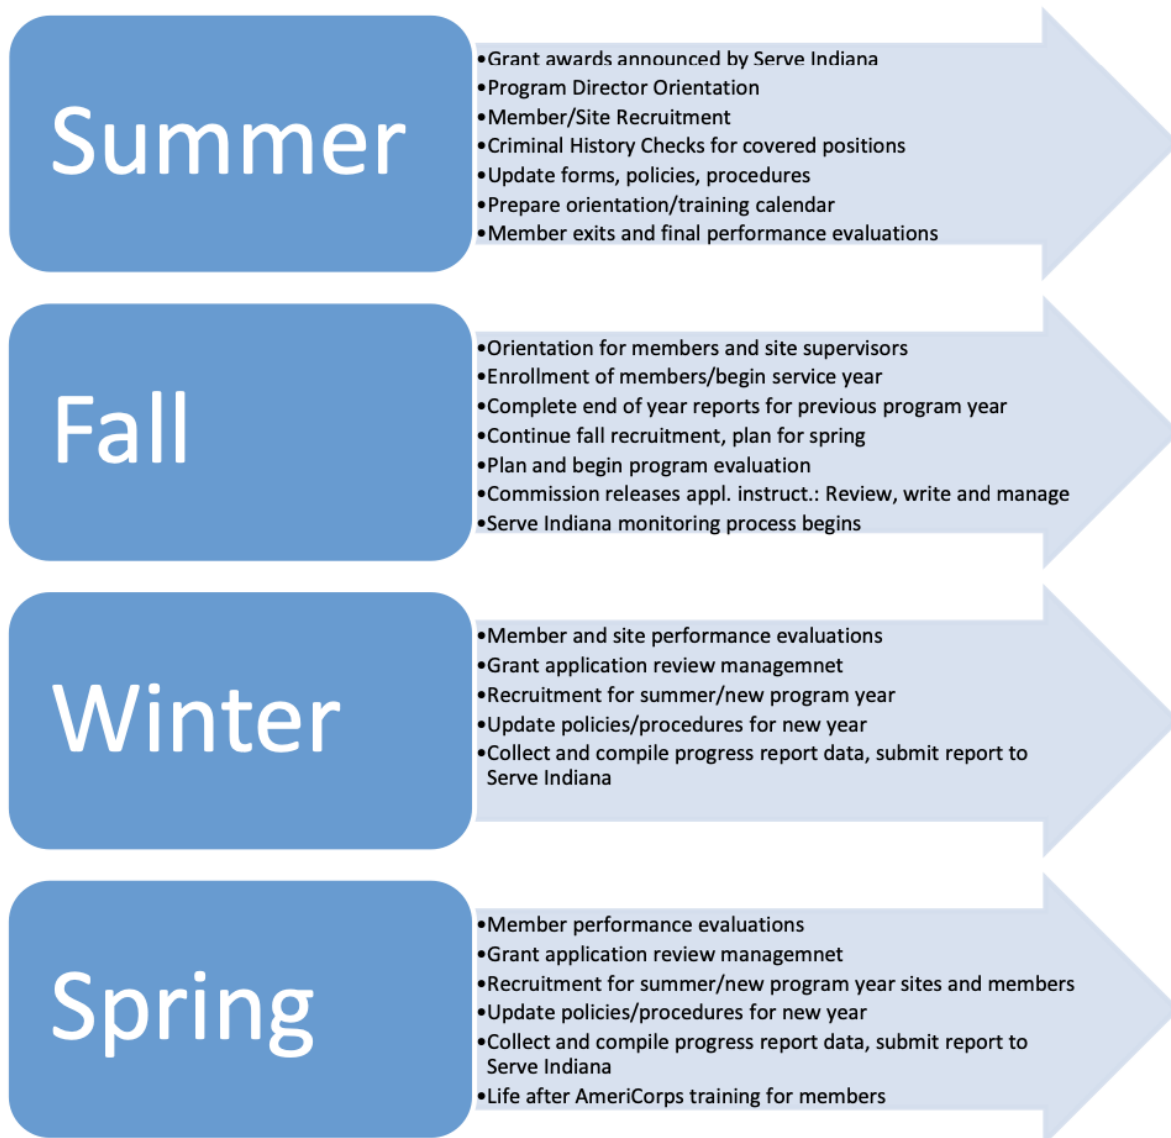 Summer
•Grant awards announced by Serve Indiana
•Program Director Orientation
•Member/Site Recruitment
•Criminal History Checks for covered positions
•Update forms, policies, procedures
•Prepare orientation/training calendar
•Member exits and final performance evaluations
Fall
•Orientation for members and site supervisors
•Enrollment of members/begin service year
•Complete end of year reports for previous program year
•Continue fall recruitment, plan for spring
•Plan and begin program evaluation
•Commission releases appl. instruct.: Review, write and manage
•Serve Indiana monitoring process begins
Winter
•Member and site performance evaluations
•Grant application review managemnet
•Recruitment for summer/new program year
•Update policies/procedures for new year
•Collect and compile progress report data, submit report to
Serve Indiana
Spring
•Member performance evaluations
•Grant application review managemnet
•Recruitment for summer/new program year sites and members
•Update policies/procedures for new year
•Collect and compile progress report data, submit report to
Serve Indiana
•Life after AmeriCorps training for members